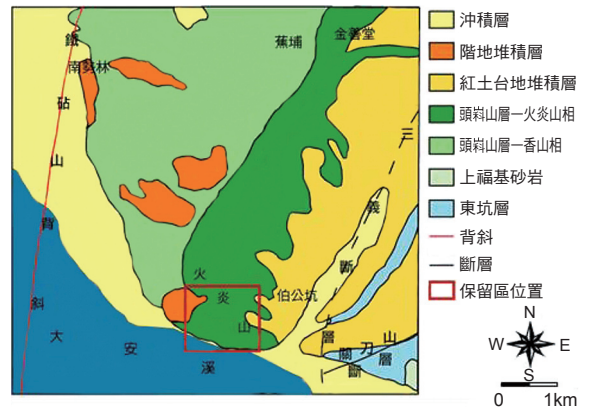 鐵砧山背斜
南勢林
蕉埔
金善堂
三義斷層
火炎山
伯公坑
大安溪
關刀山斷層
沖積層
階地堆積層
紅土台地堆積層
頭嵙山層—火炎山相
頭嵙山層—香山相
上福基砂岩
東坑層
背斜
斷層
保留區位置
N
W E
S
0 1km